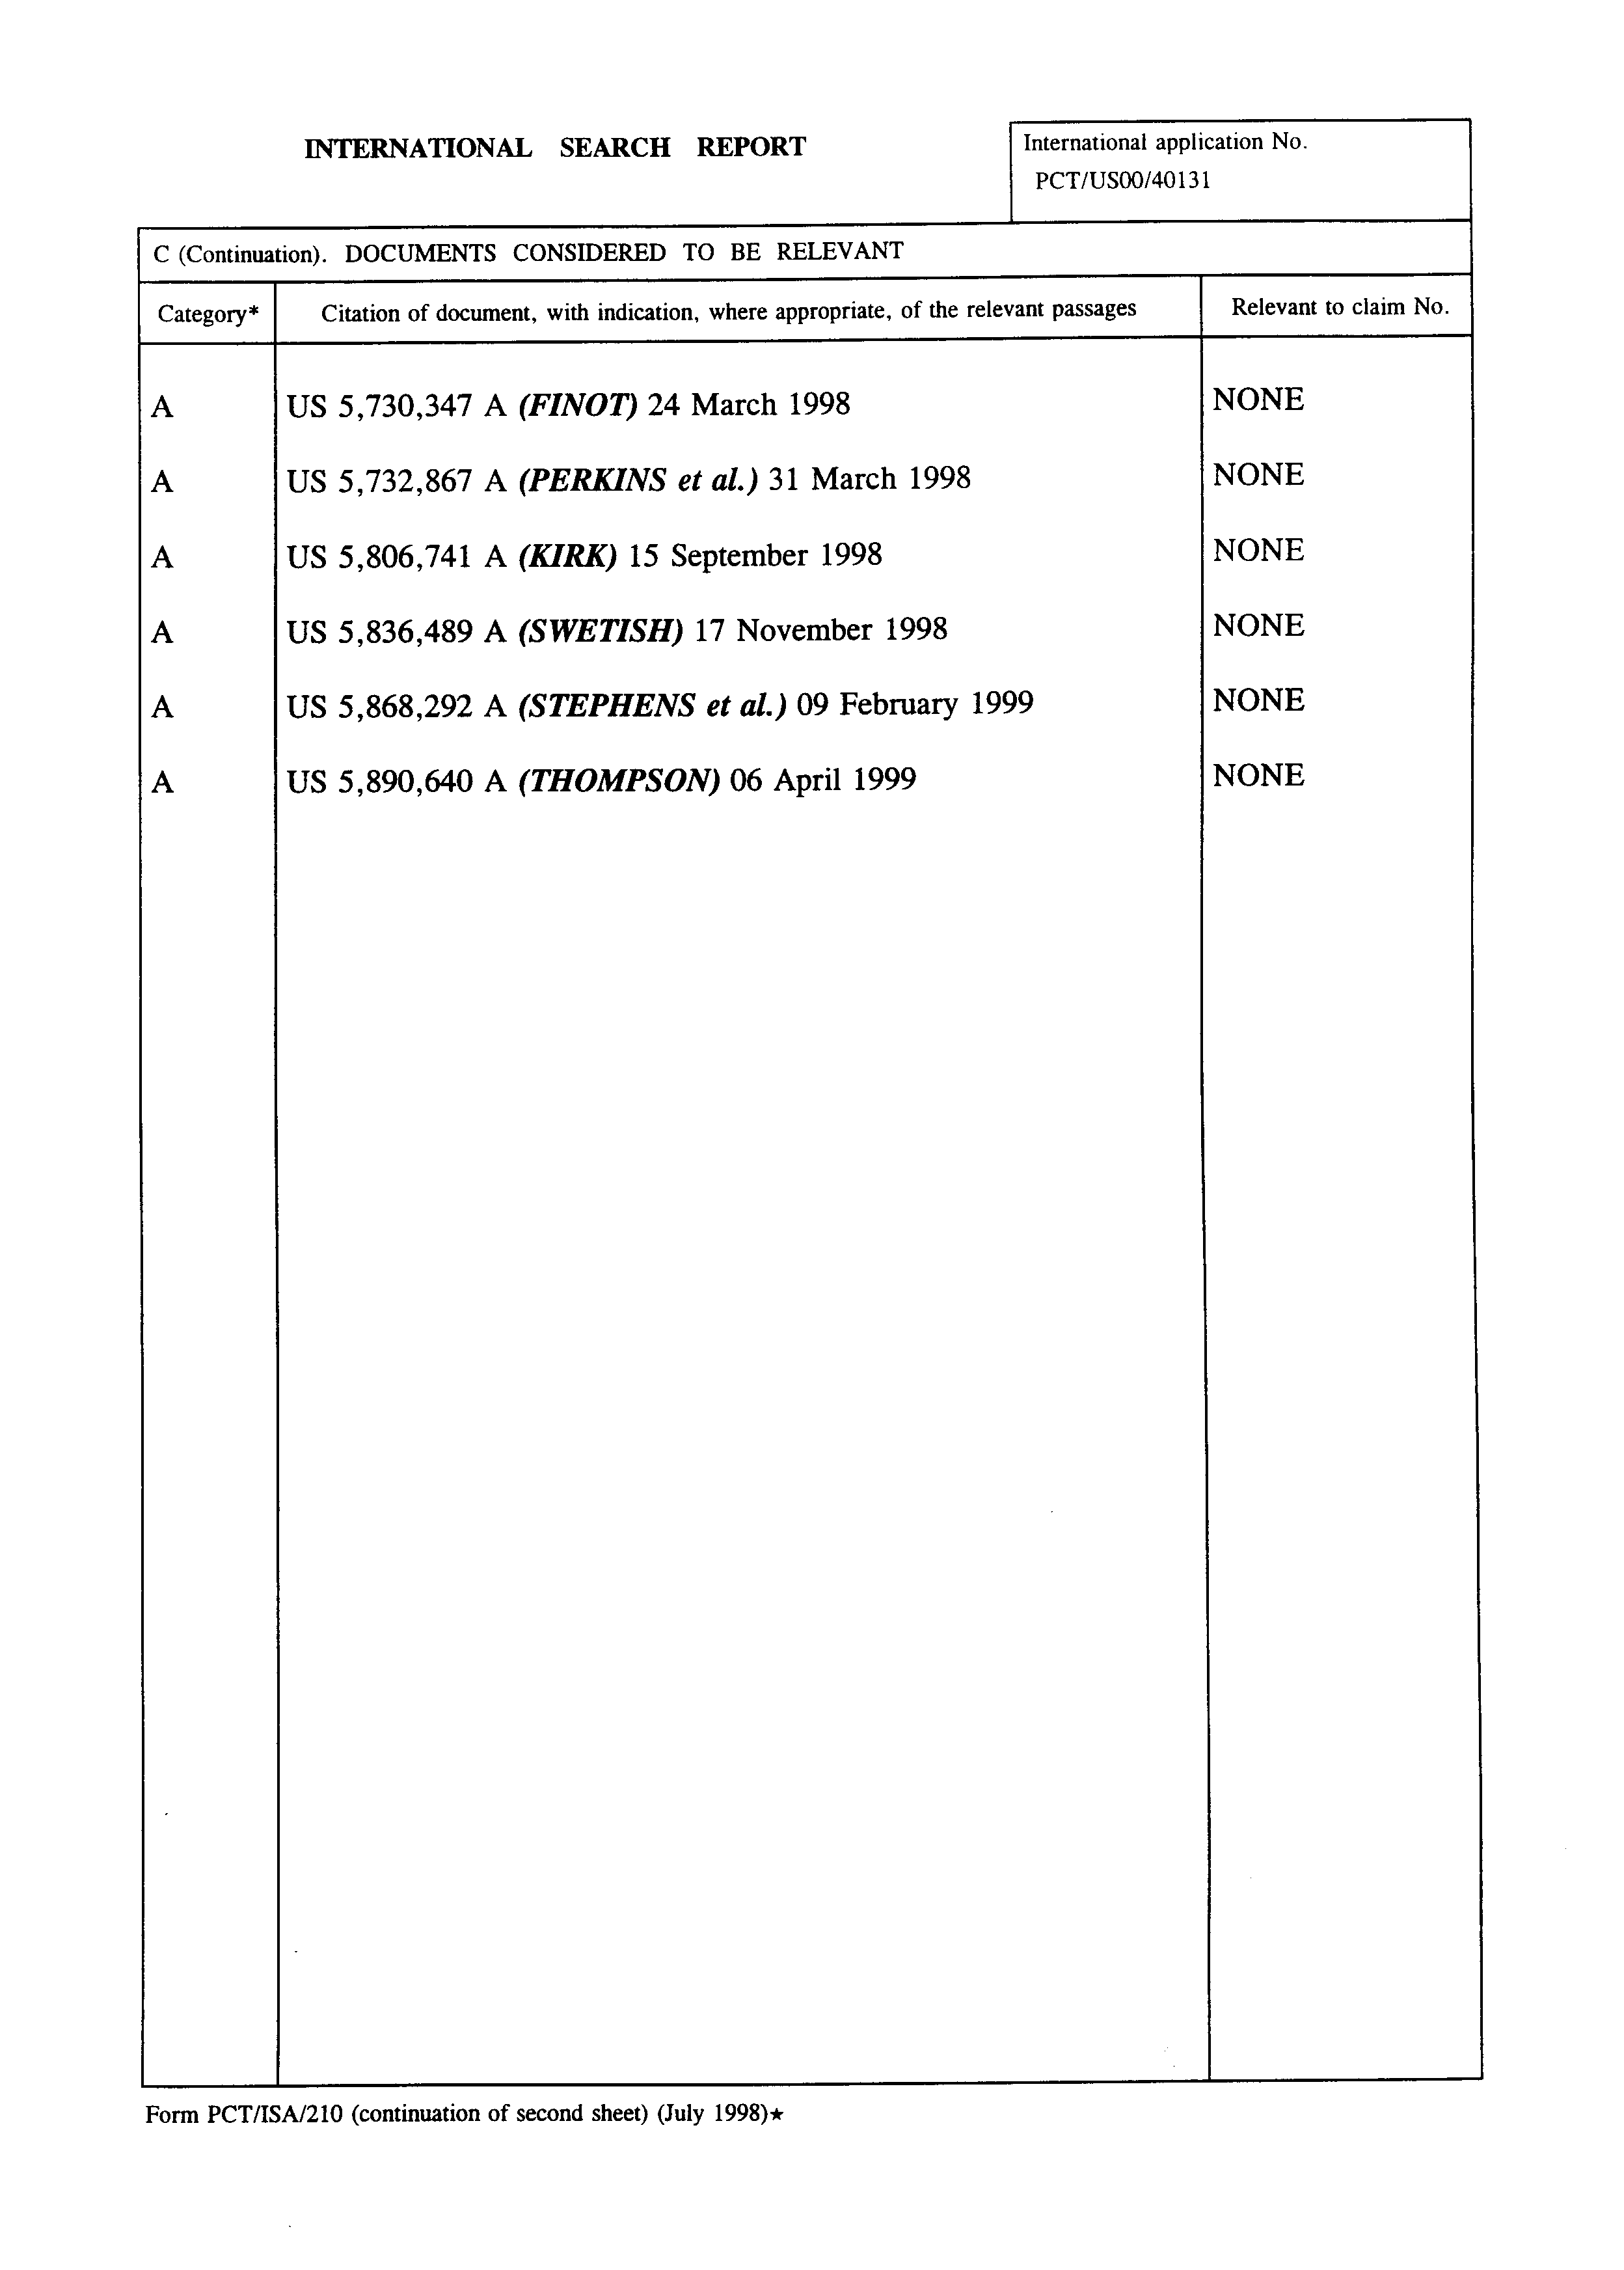 INTERNATIONAL SEARCH REPORT
International application No.
PCT/US00/40131
C (Continuation). DOCUMENTS CONSIDERED TO BE RELEVANT
Category* Citation of document, with indication, where appropriate, of the relevant passages Relevant to claim No.
A US 5,730,347 A (FINOT) 24 March 1998 NONE
A US 5,732,867 A (PERKINS et al.) 31 March 1998 NONE
A US 5,806,741 A (KIRK) 15 September 1998 NONE
A US 5,836,489 A (SWETISH) 17 November 1998 NONE
A US 5,868,292 A (STEPHENS et al.) 09 February 1999 NONE
A US 5,890,640 A (THOMPSON) 06 April 1999 NONE
Form PCT/ISA/210 (continuation of second sheet) (July 1998)★